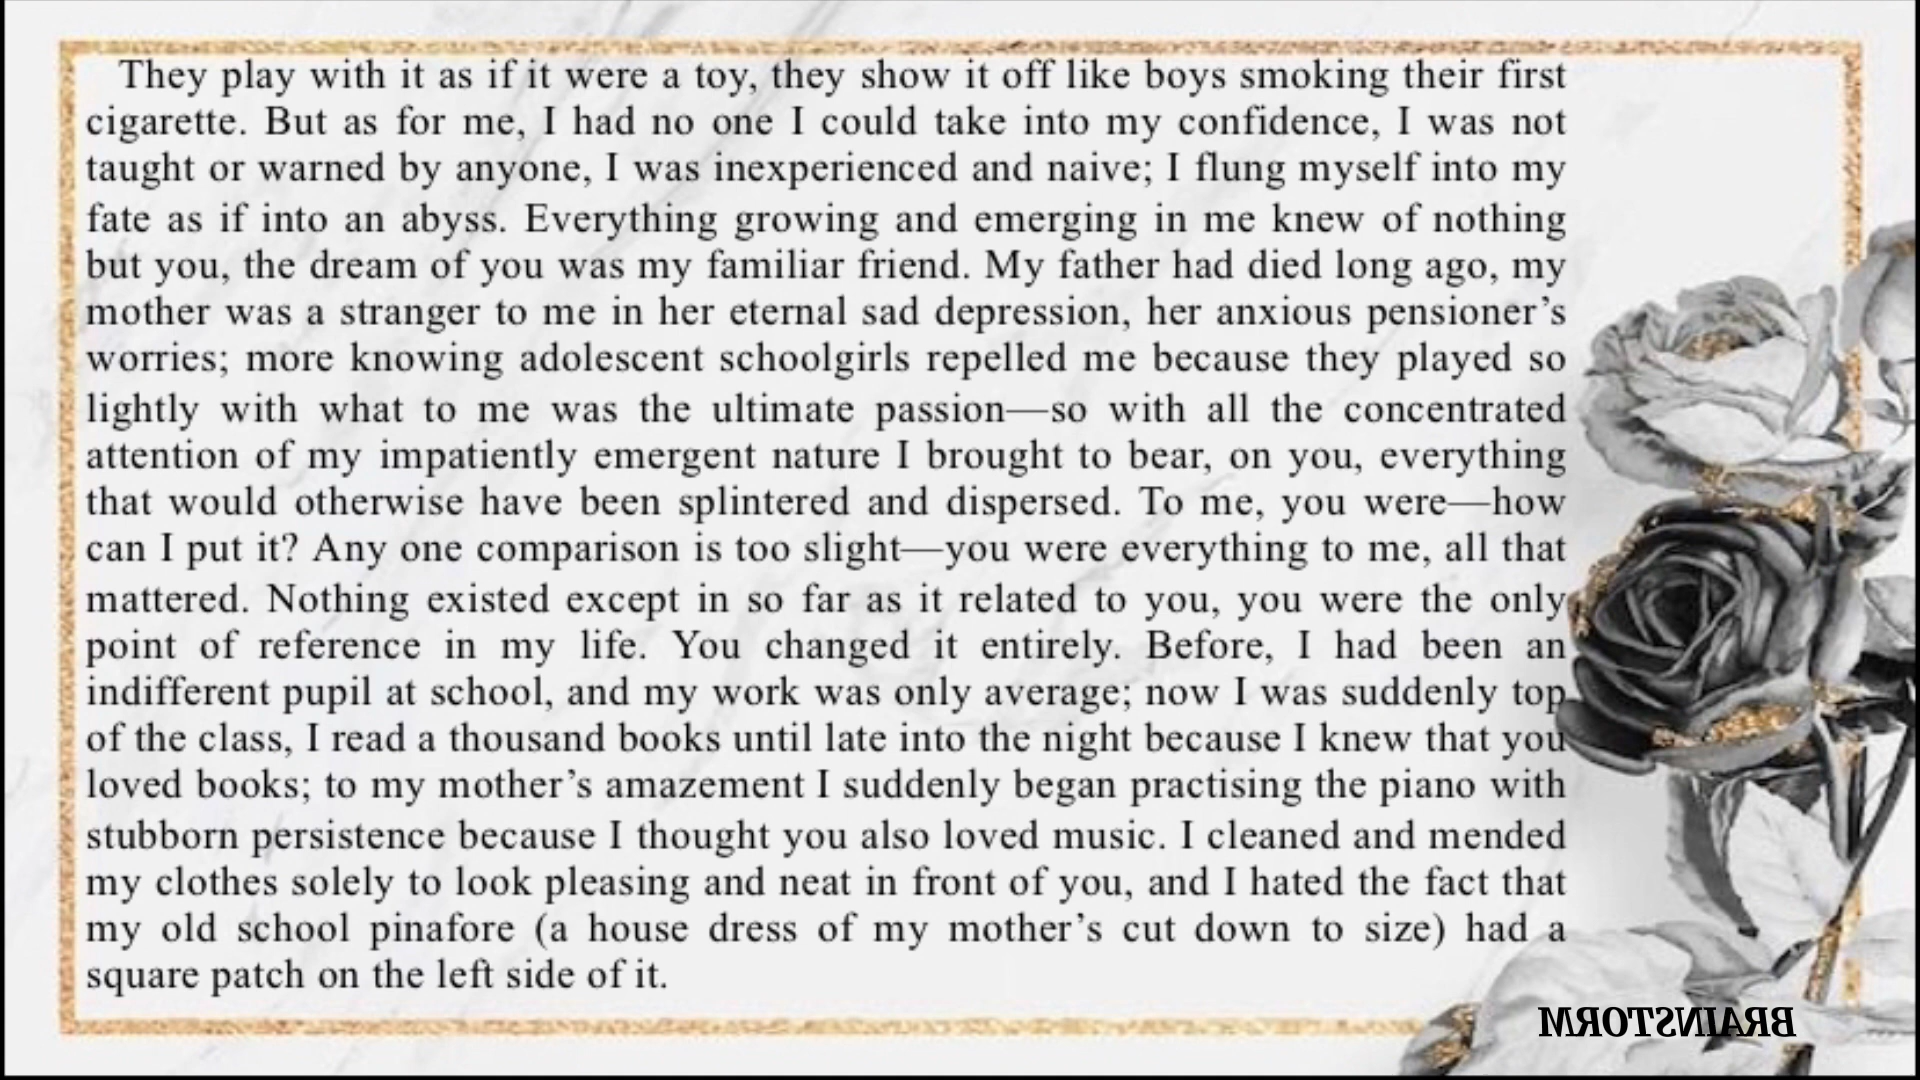 They play with it as if it were a toy, they show it off like boys smoking their first
cigarette. But as for me, I had no one I could take into my confidence, I was not
taught or warned by anyone, I was inexperienced and naive; I flung myself into my
fate as if into an abyss. Everything growing and emerging in me knew of nothing
but you, the dream of you was my familiar friend. My father had died long ago, my
mother was a stranger to me in her eternal sad depression, her anxious pensioner’s
worries; more knowing adolescent schoolgirls repelled me because they played so
lightly with what to me was the ultimate passion—so with all the concentrated
attention of my impatiently emergent nature I brought to bear, on you, everything
that would otherwise have been splintered and dispersed. To me, you were—how
can I put it? Any one comparison is too slight—you were everything to me, all that
mattered. Nothing existed except in so far as it related to you, you were the only
point of reference in my life. You changed it entirely. Before, I had been an
indifferent pupil at school, and my work was only average; now I was suddenly top
of the class, I read a thousand books until late into the night because I knew that you
loved books; to my mother’s amazement I suddenly began practising the piano with
stubborn persistence because I thought you also loved music. I cleaned and mended
my clothes solely to look pleasing and neat in front of you, and I hated the fact that
my old school pinafore (a house dress of my mother’s cut down to size) had a
square patch on the left side of it.
BRAINSTORM